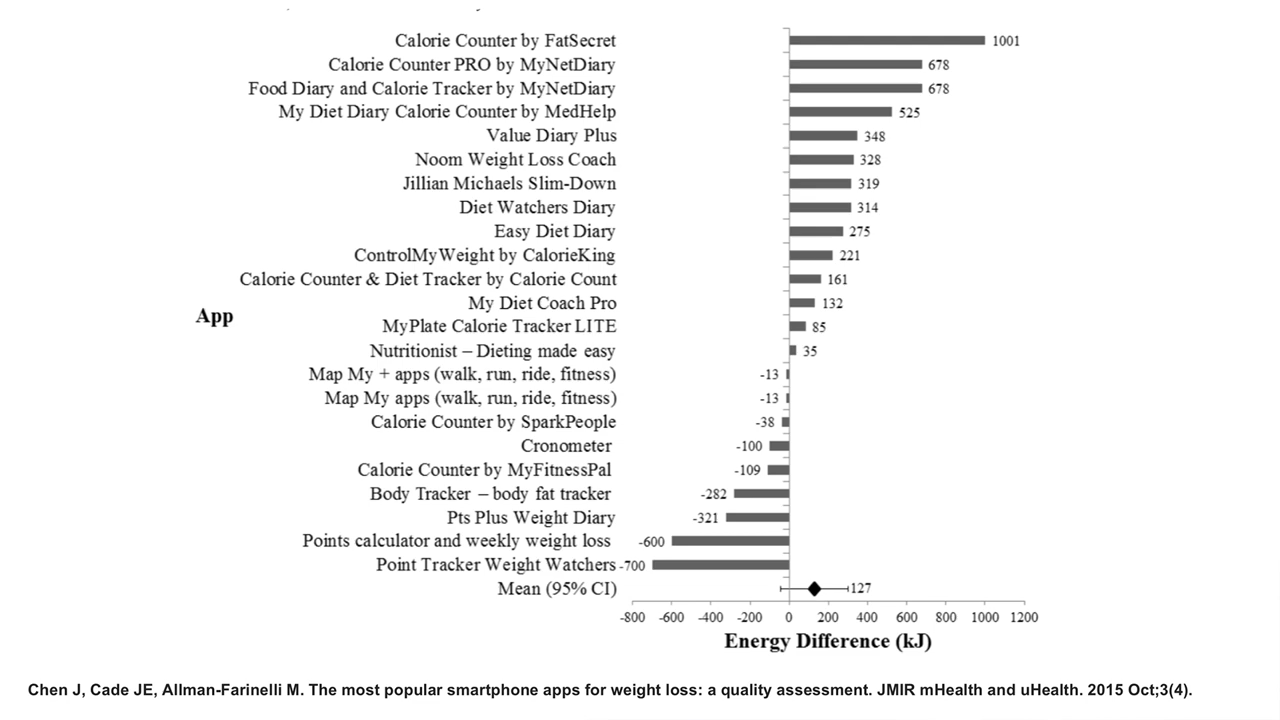 Calorie Counter by FatSecret 1001
Calorie Counter PRO by MyNetDiary 678
Food Diary and Calorie Tracker by MyNetDiary 678
My Diet Diary Calorie Counter by MedHelp 525
Value Diary Plus 348
Noom Weight Loss Coach 328
Jillian Michaels Slim-Down 319
Diet Watchers Diary 314
Easy Diet Diary 275
ControlMyWeight by CalorieKing 221
Calorie Counter & Diet Tracker by Calorie Count 161
My Diet Coach Pro 132
App
MyPlate Calorie Tracker LITE 85
Nutritionist – Dieting made easy 35
Map My + apps (walk, run, ride, fitness) -13
Map My apps (walk, run, ride, fitness) -13
Calorie Counter by SparkPeople -38
Cronometer -100
Calorie Counter by MyFitnessPal -109
Body Tracker – body fat tracker -282
Pts Plus Weight Diary -321
Points calculator and weekly weight loss -600
Point Tracker Weight Watchers -700
Mean (95% CI) 127
-800 -600 -400 -200 0 200 400 600 800 1000 1200
Energy Difference (kJ)
Chen J, Cade JE, Allman-Farinelli M. The most popular smartphone apps for weight loss: a quality assessment. JMIR mHealth and uHealth. 2015 Oct;3(4).